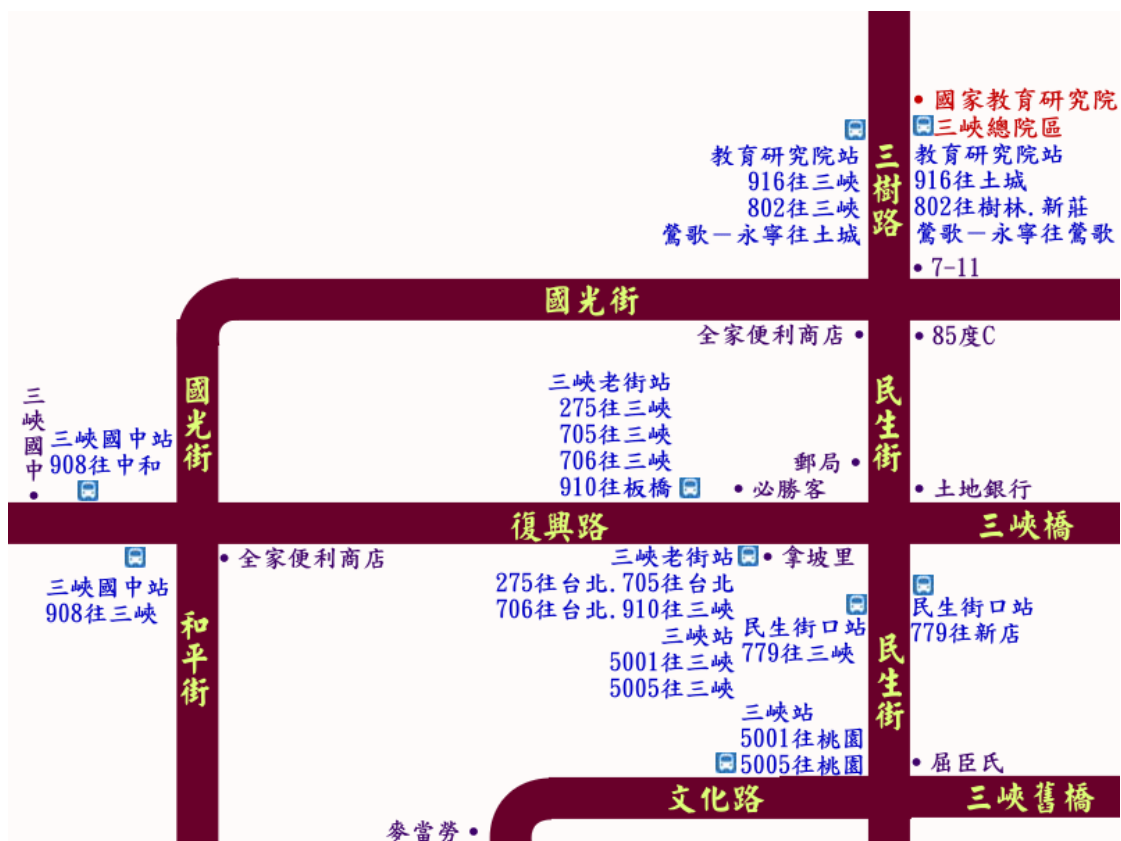 • 國家教育研究院
三峽總院區
教育研究院站
916往三峽
802往三峽
鶯歌－永寧往土城
三樹路
教育研究院站
916往土城
802往樹林.新莊
鶯歌－永寧往鶯歌
• 7-11
國光街
全家便利商店 •
• 85度C
三峽國中 •
三峽國中站
908往中和
國光街
三峽老街站
275往三峽
705往三峽
706往三峽
910往板橋
• 必勝客
郵局 •
民生街
• 土地銀行
復興路
三峽橋
三峽國中站
908往三峽
• 全家便利商店
和平街
三峽老街站
• 拿坡里
275往台北.705往台北
706往台北.910往三峽
三峽站
5001往三峽
5005往三峽
民生街口站
779往三峽
民生街口站
779往新店
民生街
三峽站
5001往桃園
5005往桃園
• 屈臣氏
文化路
三峽舊橋
麥當勞 •